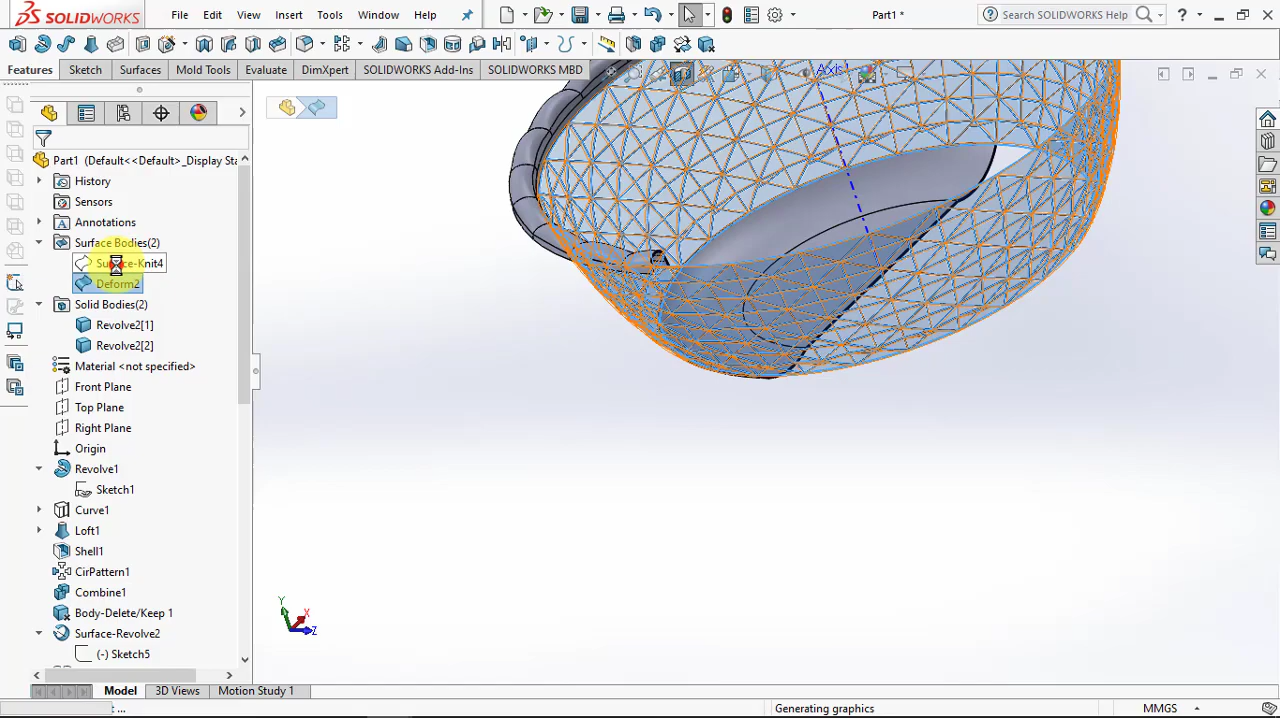 SOLIDWORKS File Edit View Insert Tools Window Help Part1 * Search SOLIDWORKS Help ?
Features Sketch Surfaces Mold Tools Evaluate DimXpert SOLIDWORKS Add-Ins SOLIDWORKS MBD
Axis1
Part1 (Default<<Default>_Display Sta
History
Sensors
Annotations
Surface Bodies(2)
Surface-Knit4
Deform2
Solid Bodies(2)
Revolve2[1]
Revolve2[2]
Material <not specified>
Front Plane
Top Plane
Right Plane
Origin
Revolve1
Sketch1
Curve1
Loft1
Shell1
CirPattern1
Combine1
Body-Delete/Keep 1
Surface-Revolve2
(-) Sketch5
Y
X
Z
Model 3D Views Motion Study 1
: ... Generating graphics MMGS